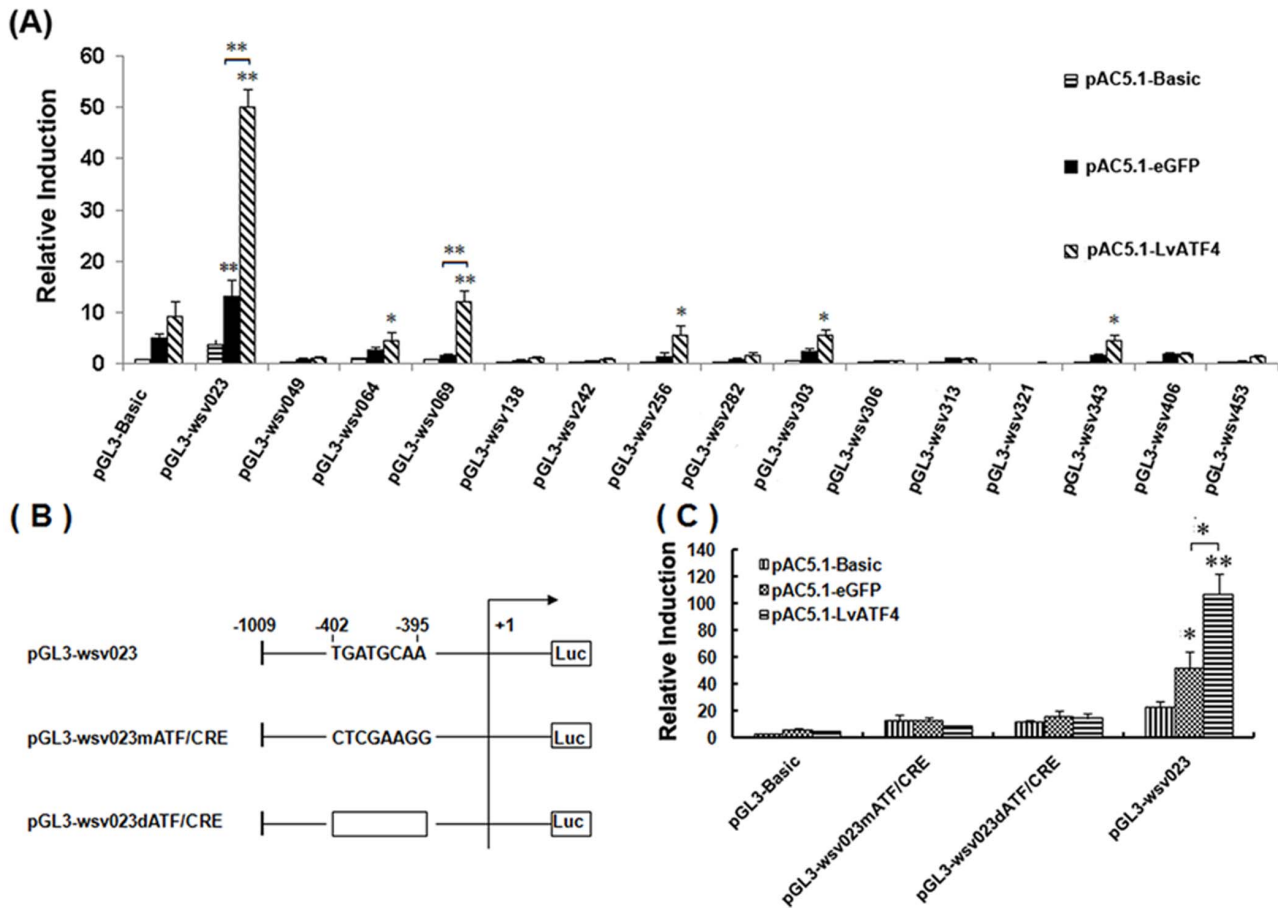 (A)
Relative Induction
60
50
40
30
20
10
0
**
**
**
*
**
**
*
*
*
pAC5.1-Basic
pAC5.1-eGFP
pAC5.1-LvATF4
pGL3-Basic
pGL3-wsv023
pGL3-wsv049
pGL3-wsv064
pGL3-wsv069
pGL3-wsv138
pGL3-wsv242
pGL3-wsv256
pGL3-wsv282
pGL3-wsv303
pGL3-wsv306
pGL3-wsv313
pGL3-wsv321
pGL3-wsv343
pGL3-wsv406
pGL3-wsv453
( B )
-1009 -402 -395 +1
pGL3-wsv023 TGATGCAA Luc
pGL3-wsv023mATF/CRE CTCGAAGG Luc
pGL3-wsv023dATF/CRE Luc
( C )
Relative Induction
140
120
100
80
60
40
20
0
pAC5.1-Basic
pAC5.1-eGFP
pAC5.1-LvATF4
*
**
*
pGL3-Basic
pGL3-wsv023mATF/CRE
pGL3-wsv023dATF/CRE
pGL3-wsv023